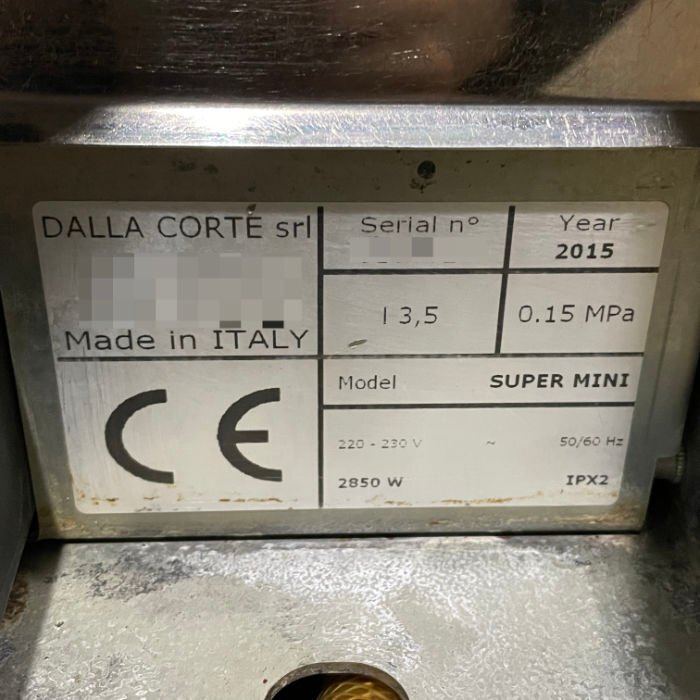 DALLA CORTE srl
Made in ITALY
CE
Serial n°
Year
2015
l 3,5
0.15 MPa
Model SUPER MINI
220 - 230 V ~ 50/60 Hz
2850 W IPX2